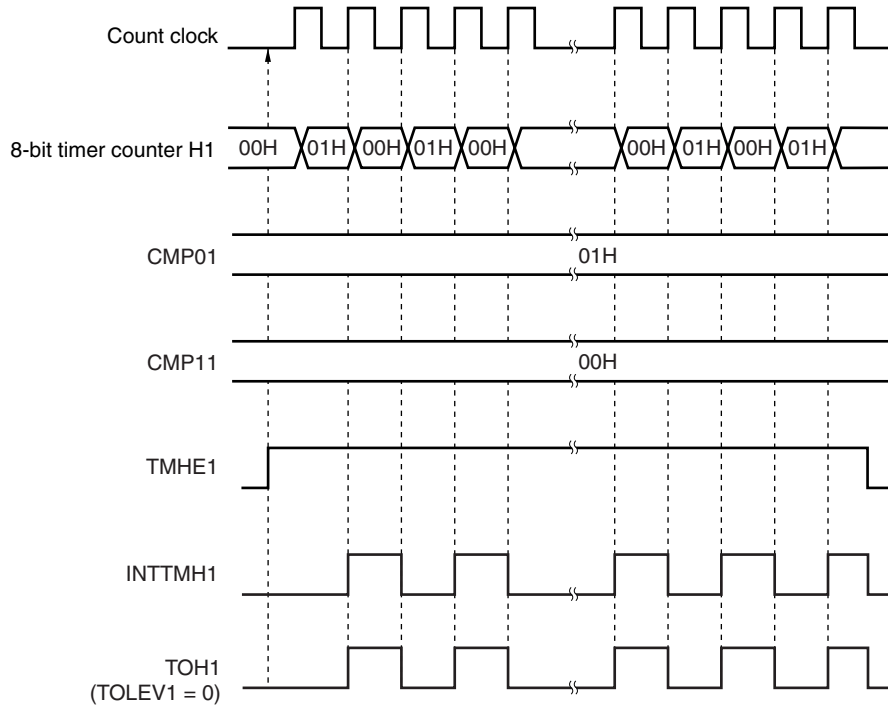 Count clock
8-bit timer counter H1 00H 01H 00H 01H 00H 00H 01H 00H 01H
CMP01 01H
CMP11 00H
TMHE1
INTTMH1
TOH1
(TOLEV1 = 0)